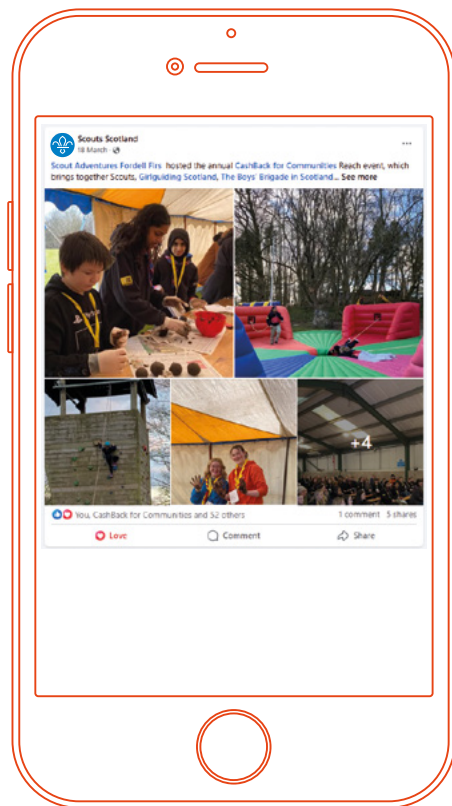 Scouts Scotland
18 March ·
Scout Adventures Fordell Firs hosted the annual CashBack for Communities Reach event, which
brings together Scouts, Girlguiding Scotland, The Boys' Brigade in Scotland... See more
+4
You, CashBack for Communities and 52 others 1 comment 5 shares
Love Comment Share